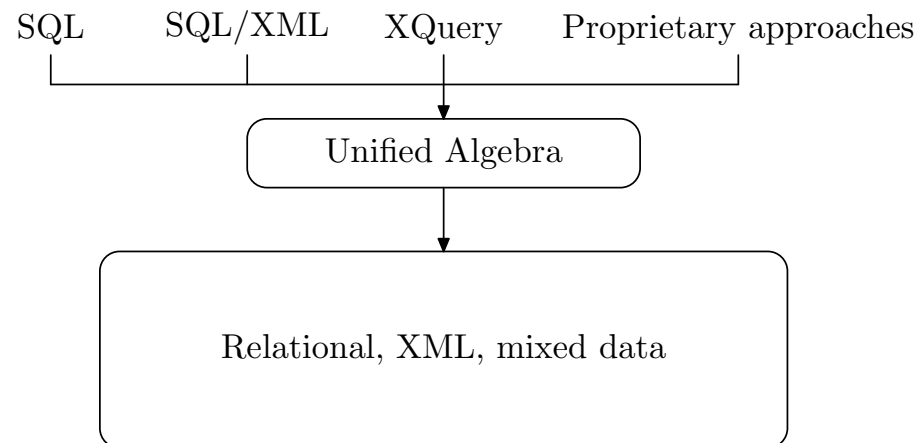 SQL SQL/XML XQuery Proprietary approaches
Unified Algebra
Relational, XML, mixed data